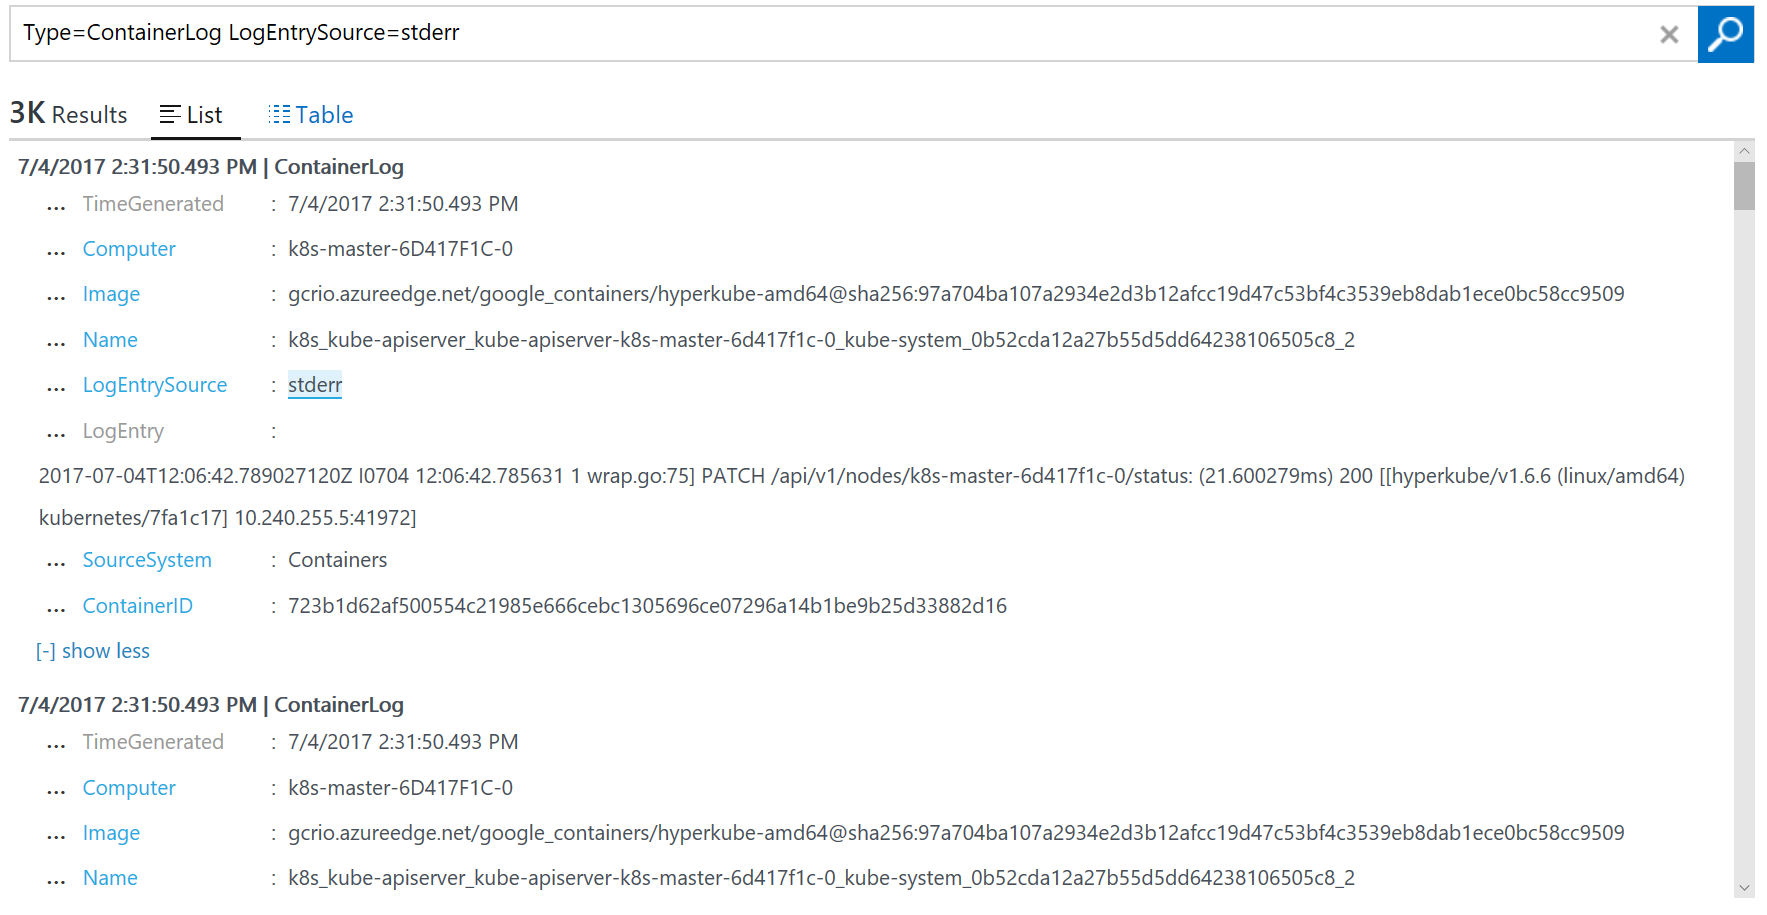 Type=ContainerLog LogEntrySource=stderr
3K Results List Table
7/4/2017 2:31:50.493 PM | ContainerLog
... TimeGenerated : 7/4/2017 2:31:50.493 PM
... Computer : k8s-master-6D417F1C-0
... Image : gcrio.azureedge.net/google_containers/hyperkube-amd64@sha256:97a704ba107a2934e2d3b12afcc19d47c53bf4c3539eb8dab1ece0bc58cc9509
... Name : k8s_kube-apiserver_kube-apiserver-k8s-master-6d417f1c-0_kube-system_0b52cda12a27b55d5dd64238106505c8_2
... LogEntrySource : stderr
... LogEntry :
2017-07-04T12:06:42.789027120Z I0704 12:06:42.785631 1 wrap.go:75] PATCH /api/v1/nodes/k8s-master-6d417f1c-0/status: (21.600279ms) 200 [[hyperkube/v1.6.6 (linux/amd64)
kubernetes/7fa1c17] 10.240.255.5:41972]
... SourceSystem : Containers
... ContainerID : 723b1d62af500554c21985e666cebc1305696ce07296a14b1be9b25d33882d16
[-] show less
7/4/2017 2:31:50.493 PM | ContainerLog
... TimeGenerated : 7/4/2017 2:31:50.493 PM
... Computer : k8s-master-6D417F1C-0
... Image : gcrio.azureedge.net/google_containers/hyperkube-amd64@sha256:97a704ba107a2934e2d3b12afcc19d47c53bf4c3539eb8dab1ece0bc58cc9509
... Name : k8s_kube-apiserver_kube-apiserver-k8s-master-6d417f1c-0_kube-system_0b52cda12a27b55d5dd64238106505c8_2